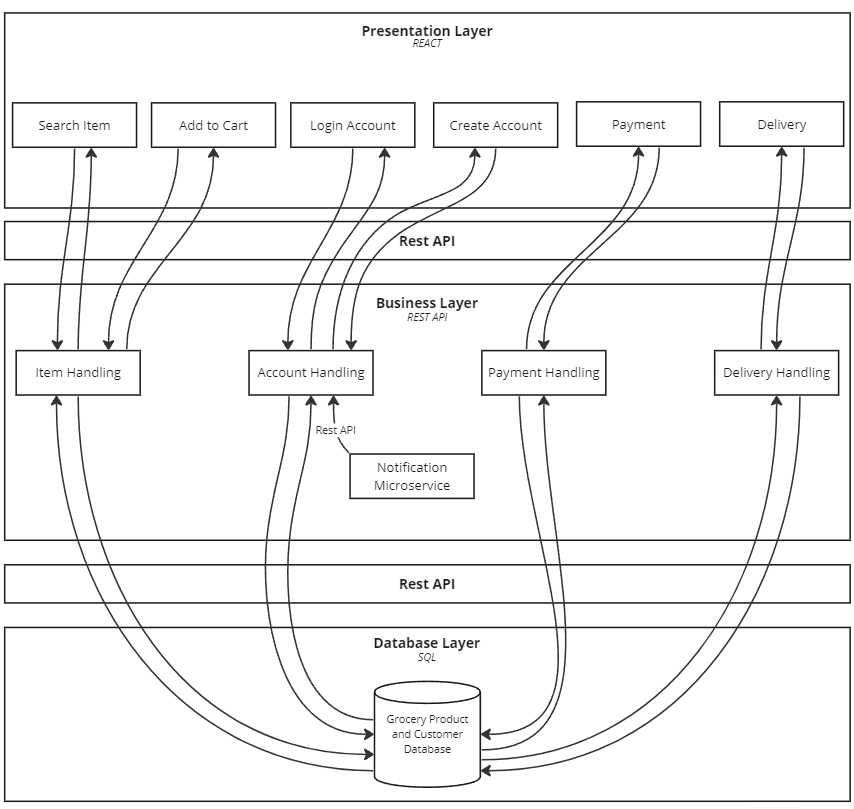 Presentation Layer
REACT
Search Item
Add to Cart
Login Account
Create Account
Payment
Delivery
Rest API
Business Layer
REST API
Item Handling
Account Handling
Payment Handling
Delivery Handling
Rest API
Notification
Microservice
Rest API
Database Layer
SQL
Grocery Product
and Customer
Database